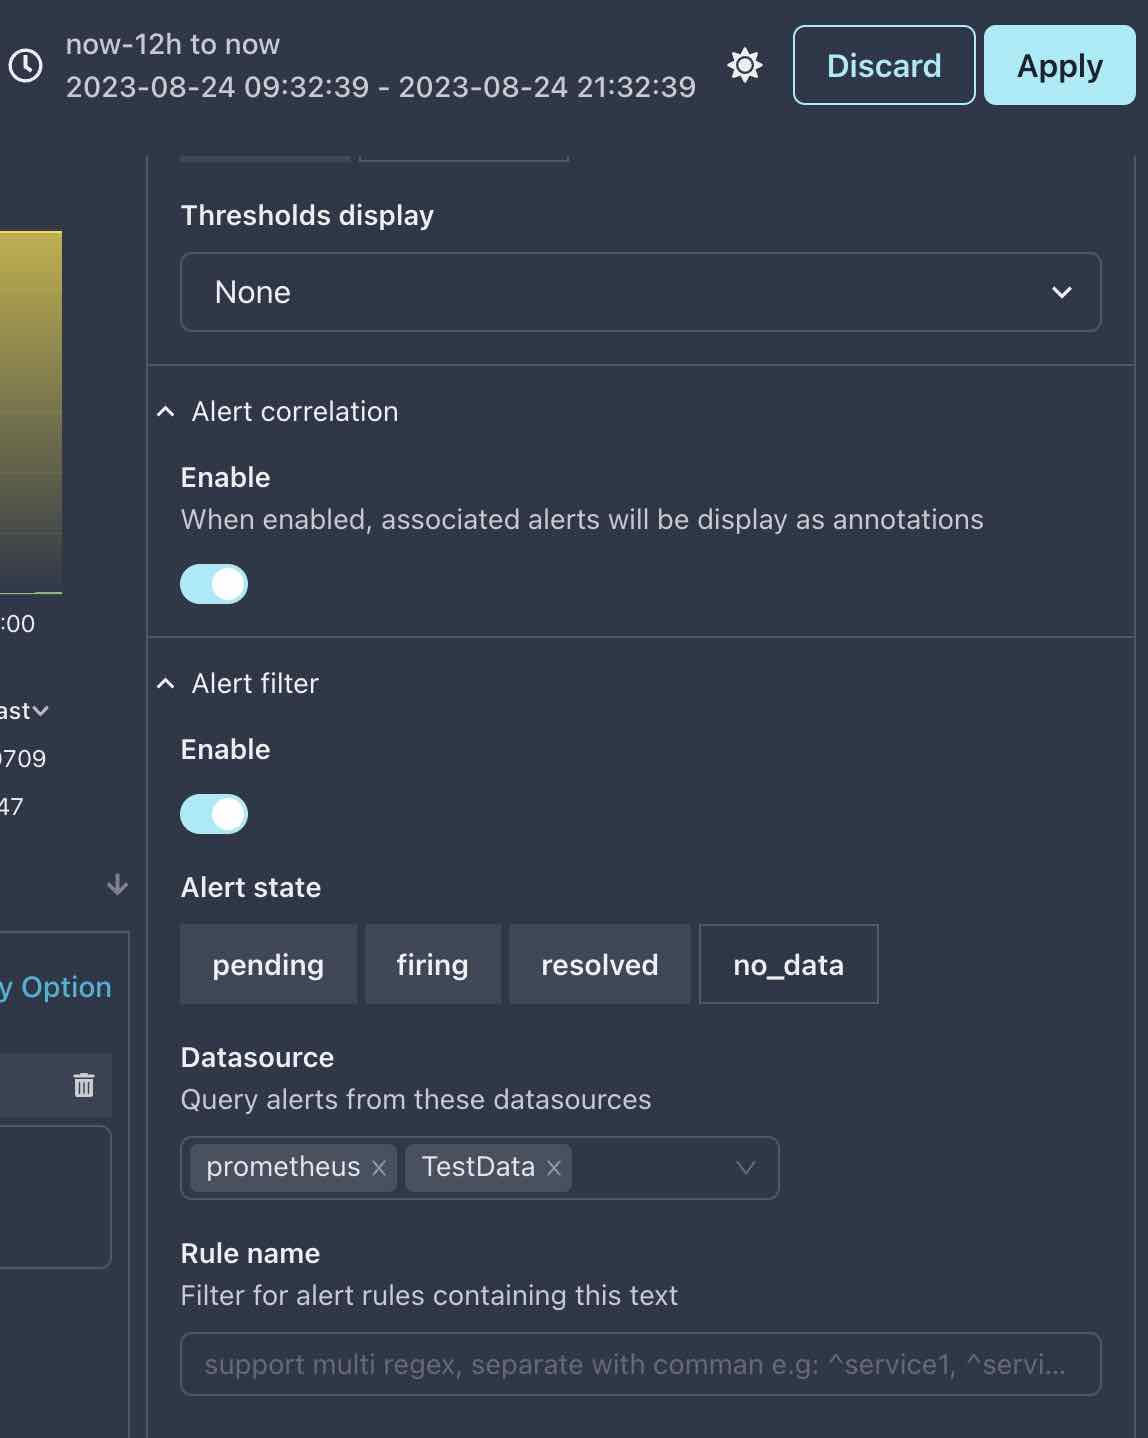 now-12h to now
2023-08-24 09:32:39 - 2023-08-24 21:32:39
Discard
Apply
Thresholds display
None
Alert correlation
Enable
When enabled, associated alerts will be display as annotations
:00
Alert filter
ast
Enable
0709
47
Alert state
pending firing resolved no_data
y Option
Datasource
Query alerts from these datasources
prometheus TestData
Rule name
Filter for alert rules containing this text
support multi regex, separate with comman e.g: ^service1, ^servi...